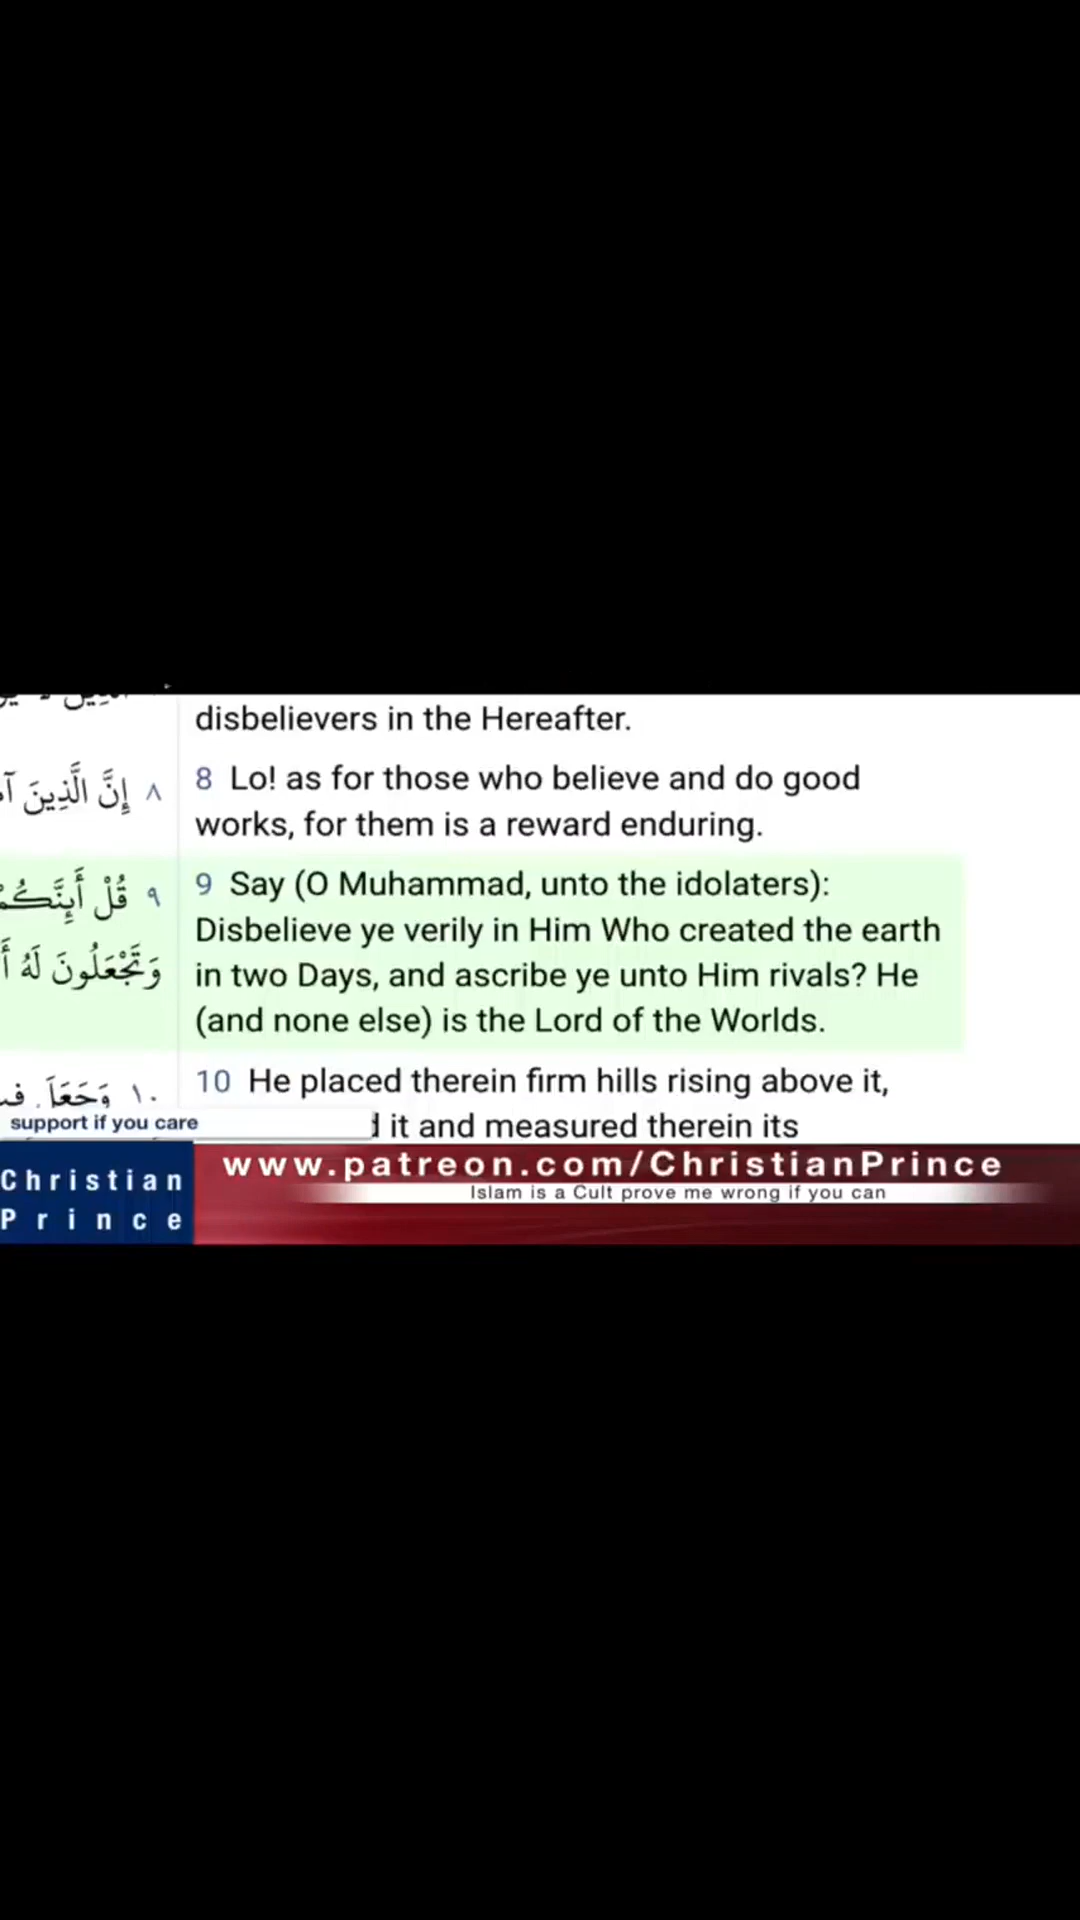 disbelievers in the Hereafter.
إِنَّ الَّذِينَ ٨
8 Lo! as for those who believe and do good
works, for them is a reward enduring.
قُلْ أَئِنَّكُمْ ٩
وَتَجْعَلُونَ لَهُ
9 Say (O Muhammad, unto the idolaters):
Disbelieve ye verily in Him Who created the earth
in two Days, and ascribe ye unto Him rivals? He
(and none else) is the Lord of the Worlds.
١٠
10 He placed therein firm hills rising above it,
it and measured therein its
support if you care
Christian
Prince
www.patreon.com/ChristianPrince
Islam is a Cult prove me wrong if you can